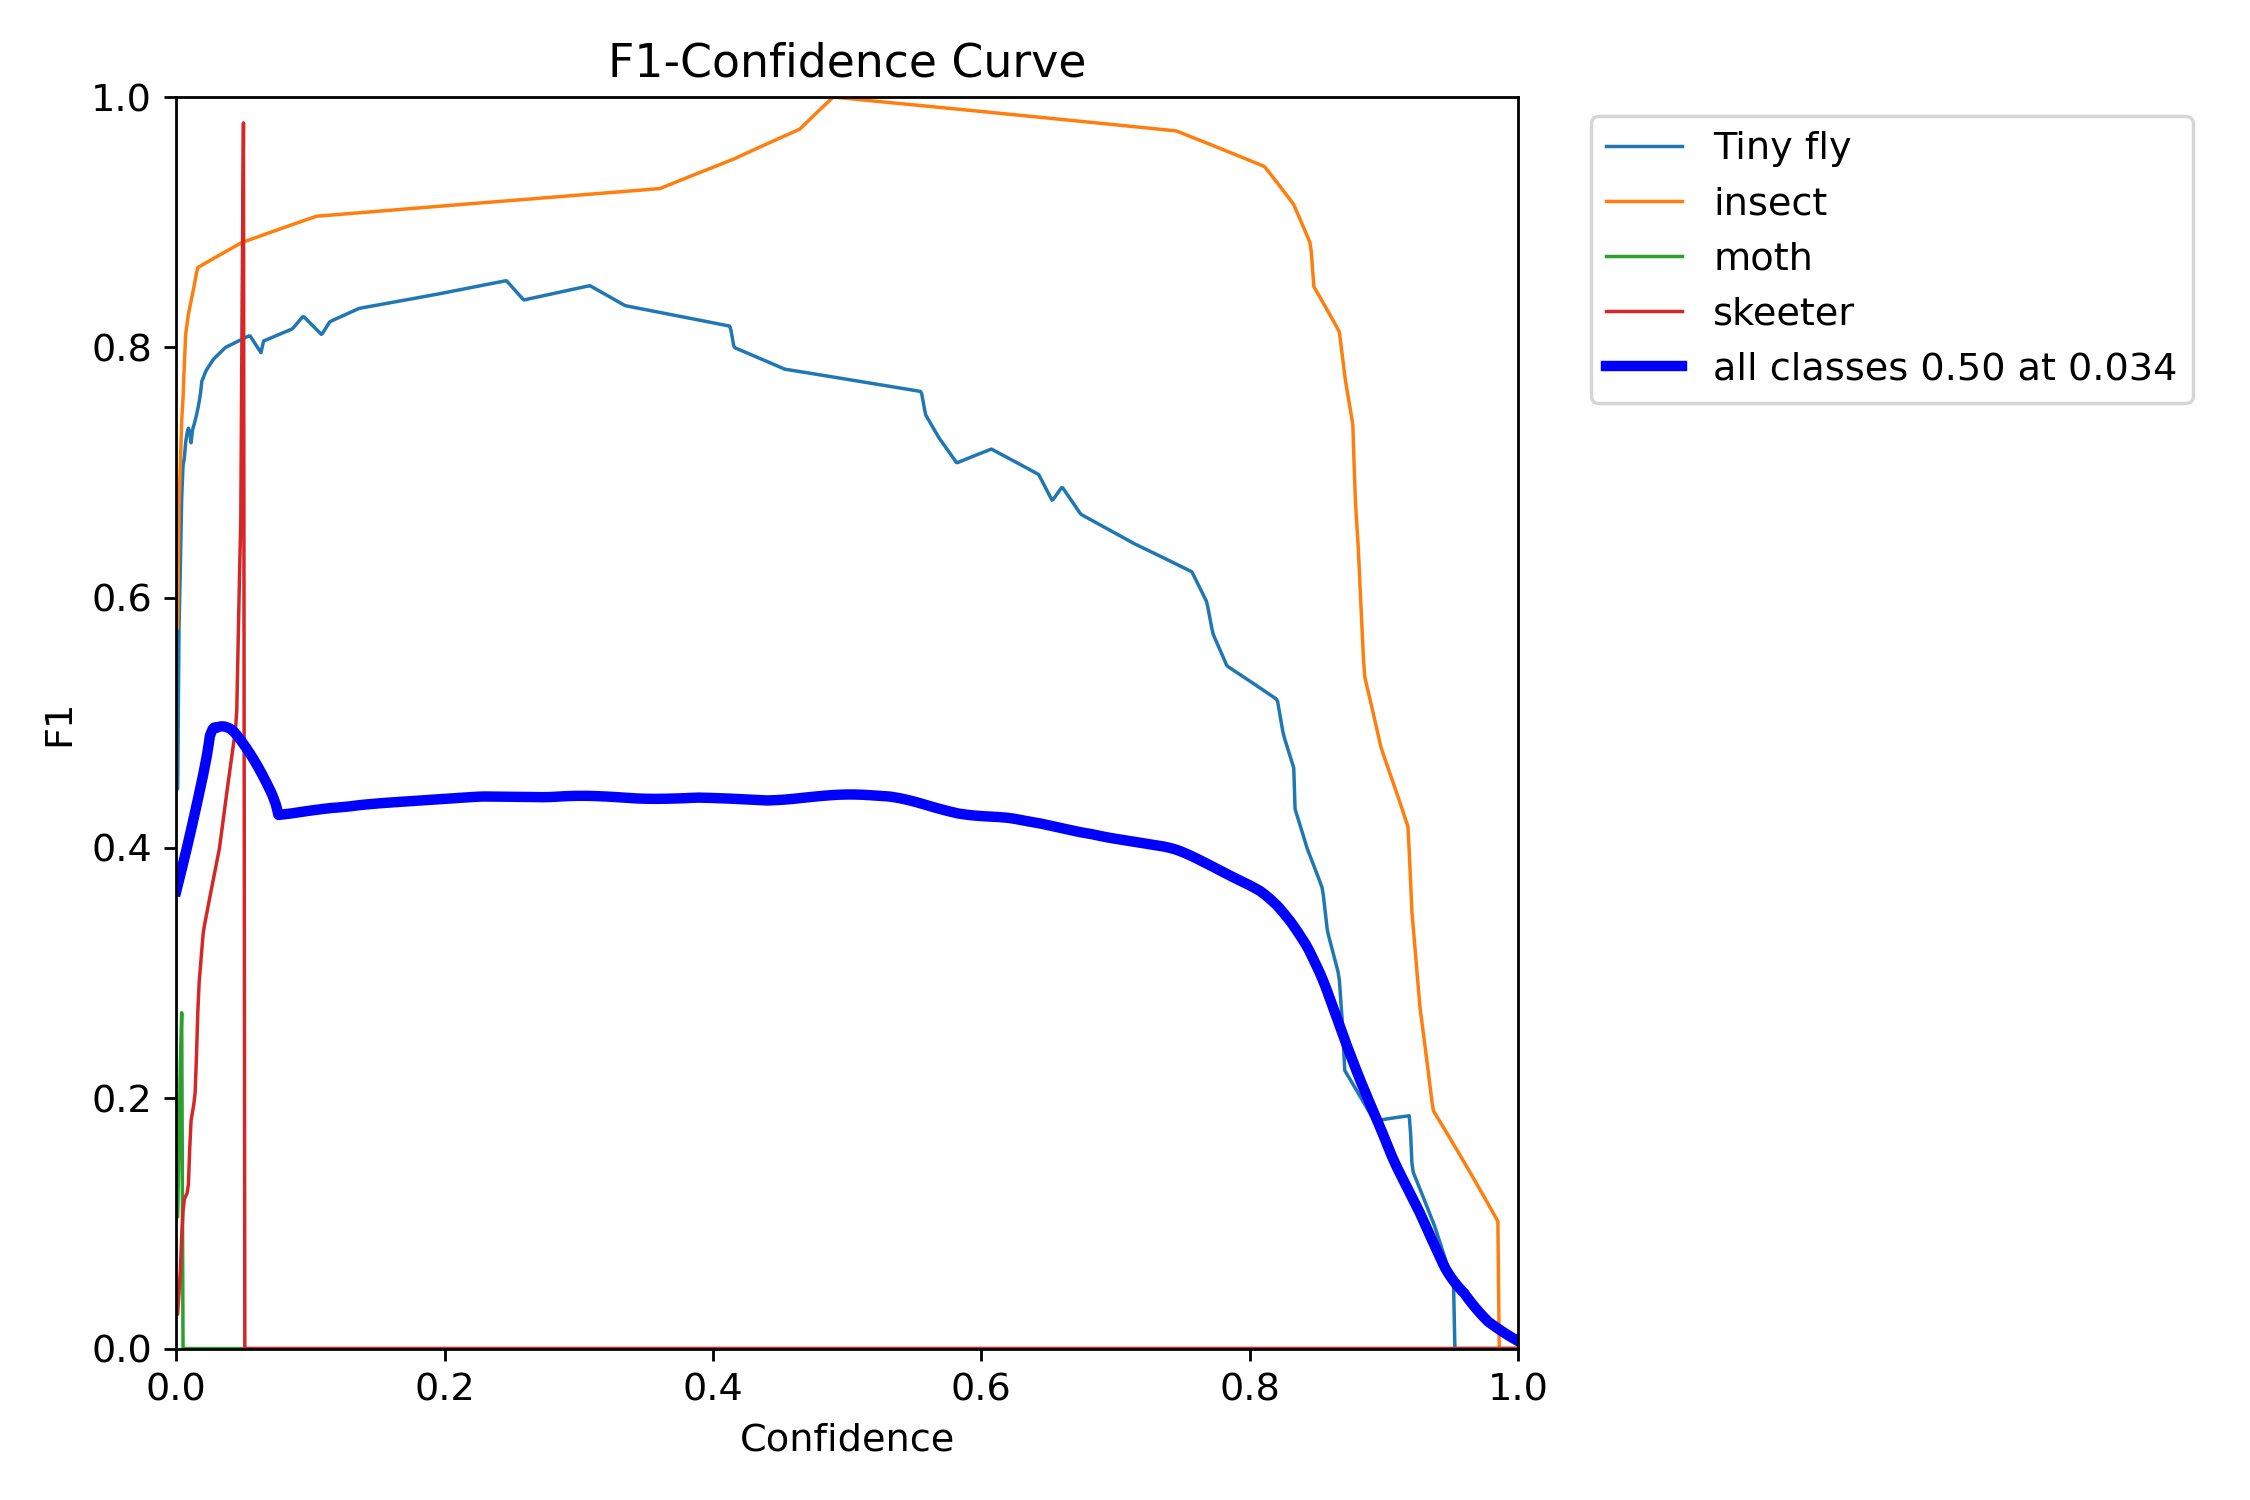 F1-Confidence Curve
1.0
0.8
0.6
0.4
0.2
0.0
F1
0.0 0.2 0.4 0.6 0.8 1.0
Confidence
Tiny fly
insect
moth
skeeter
all classes 0.50 at 0.034